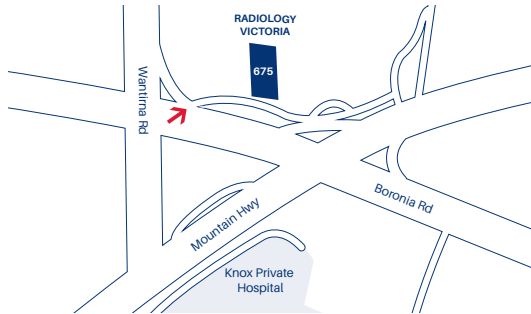 RADIOLOGY
VICTORIA
675
Wantirna Rd
Boronia Rd
Mountain Hwy
Knox Private
Hospital